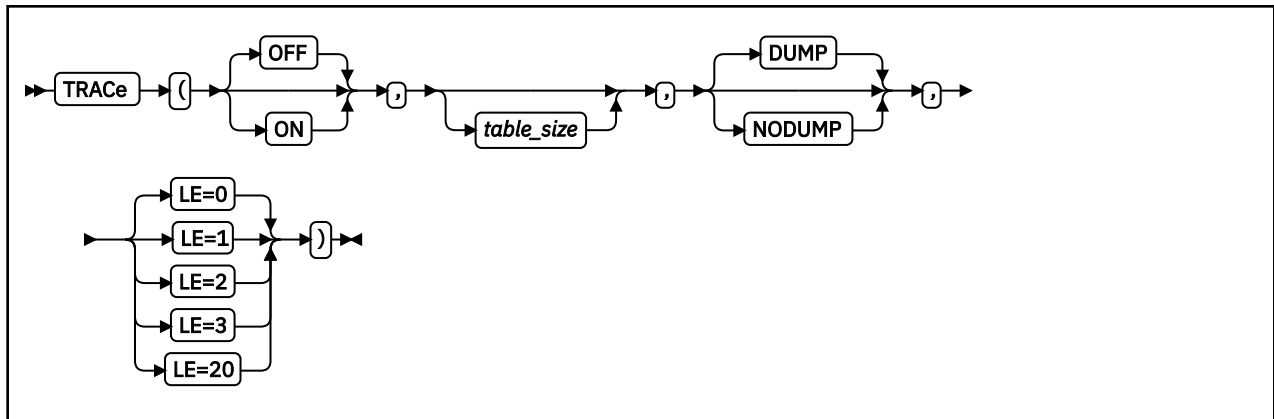 OFF
DUMP
TRACe ( , , ,
ON
table_size
NODUMP
LE=0
LE=1 )
LE=2
LE=3
LE=20